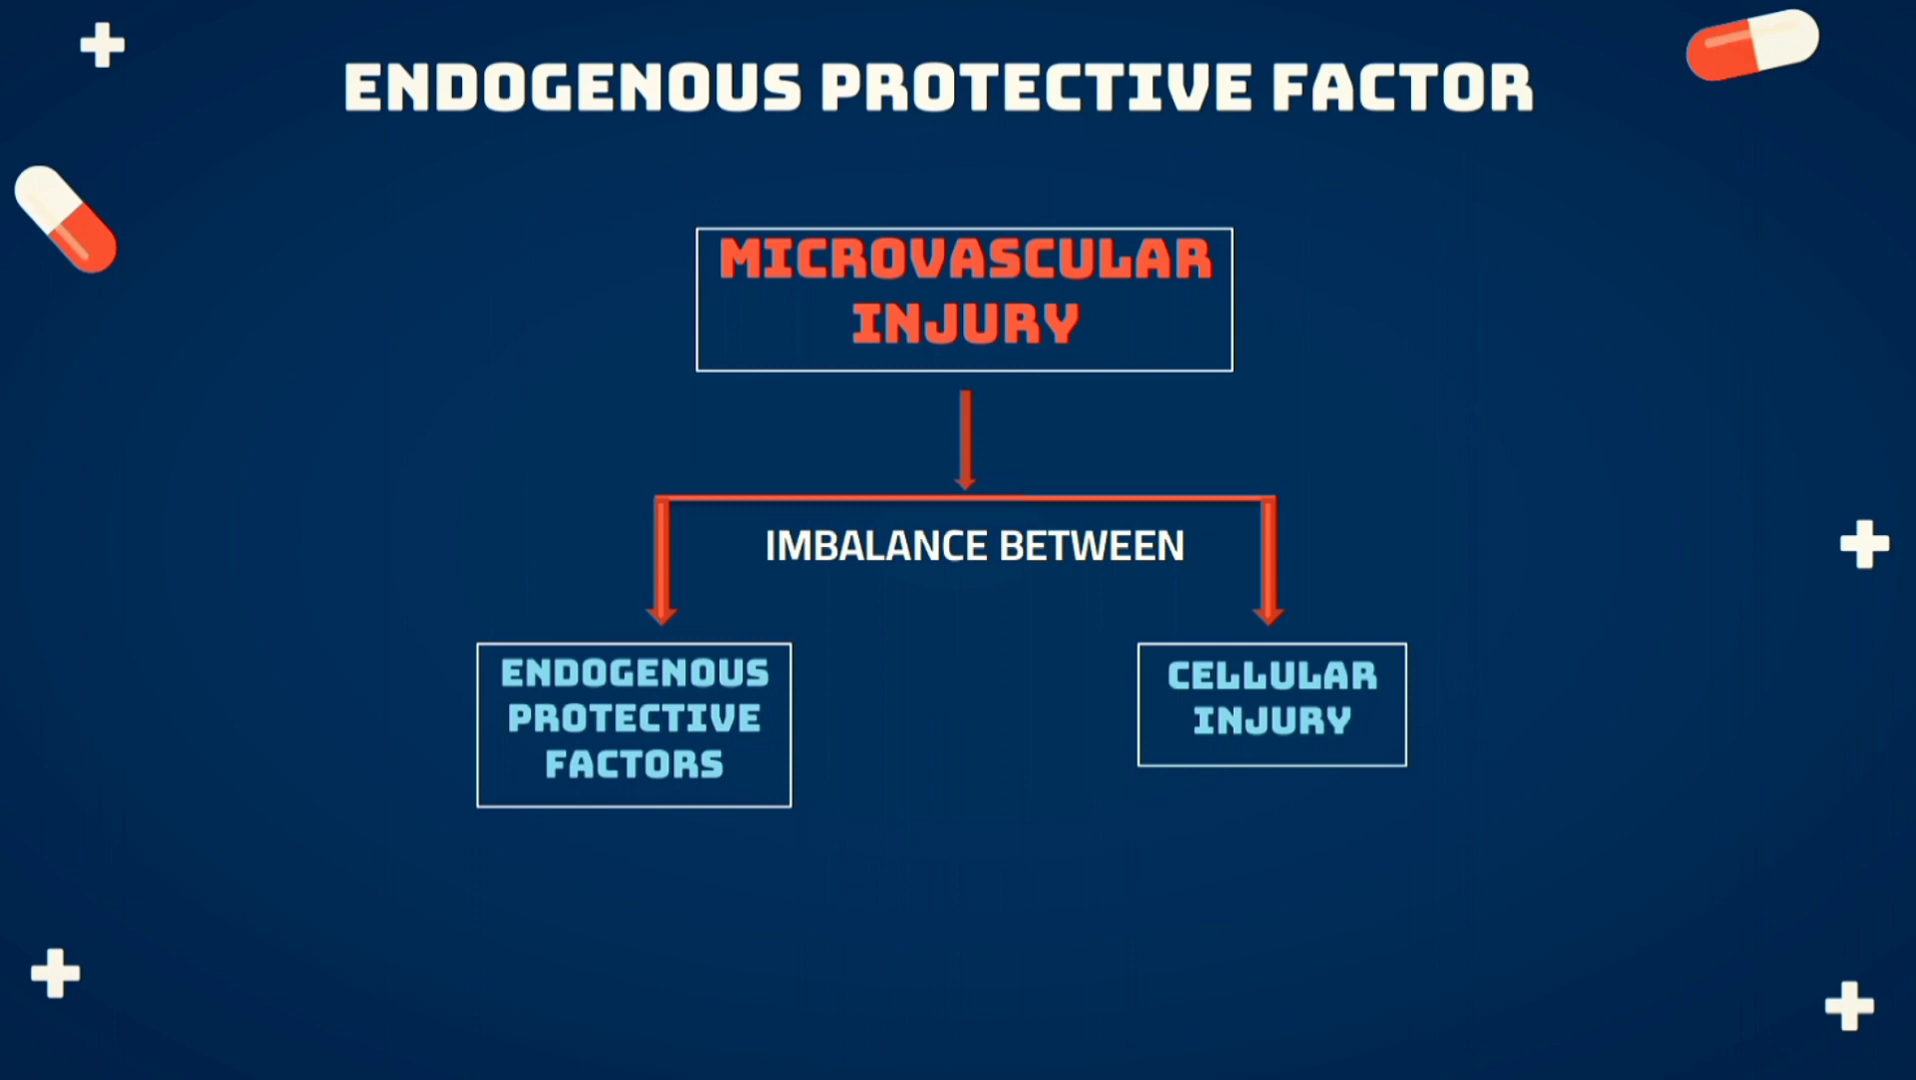 ENDOGENOUS PROTECTIVE FACTOR
MICROVASCULAR
INJURY
IMBALANCE BETWEEN
ENDOGENOUS
PROTECTIVE
FACTORS
CELLULAR
INJURY